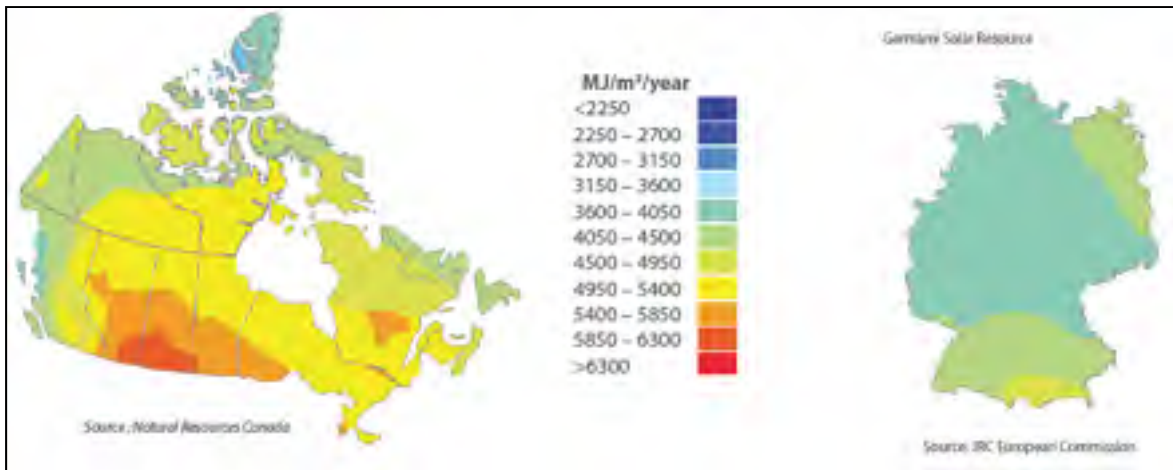 Germany Solar Resource
MJ/m²/year
<2250
2250 – 2700
2700 – 3150
3150 – 3600
3600 – 4050
4050 – 4500
4500 – 4950
4950 – 5400
5400 – 5850
5850 – 6300
>6300
Source: Natural Resources Canada
Source: JRC European Commission